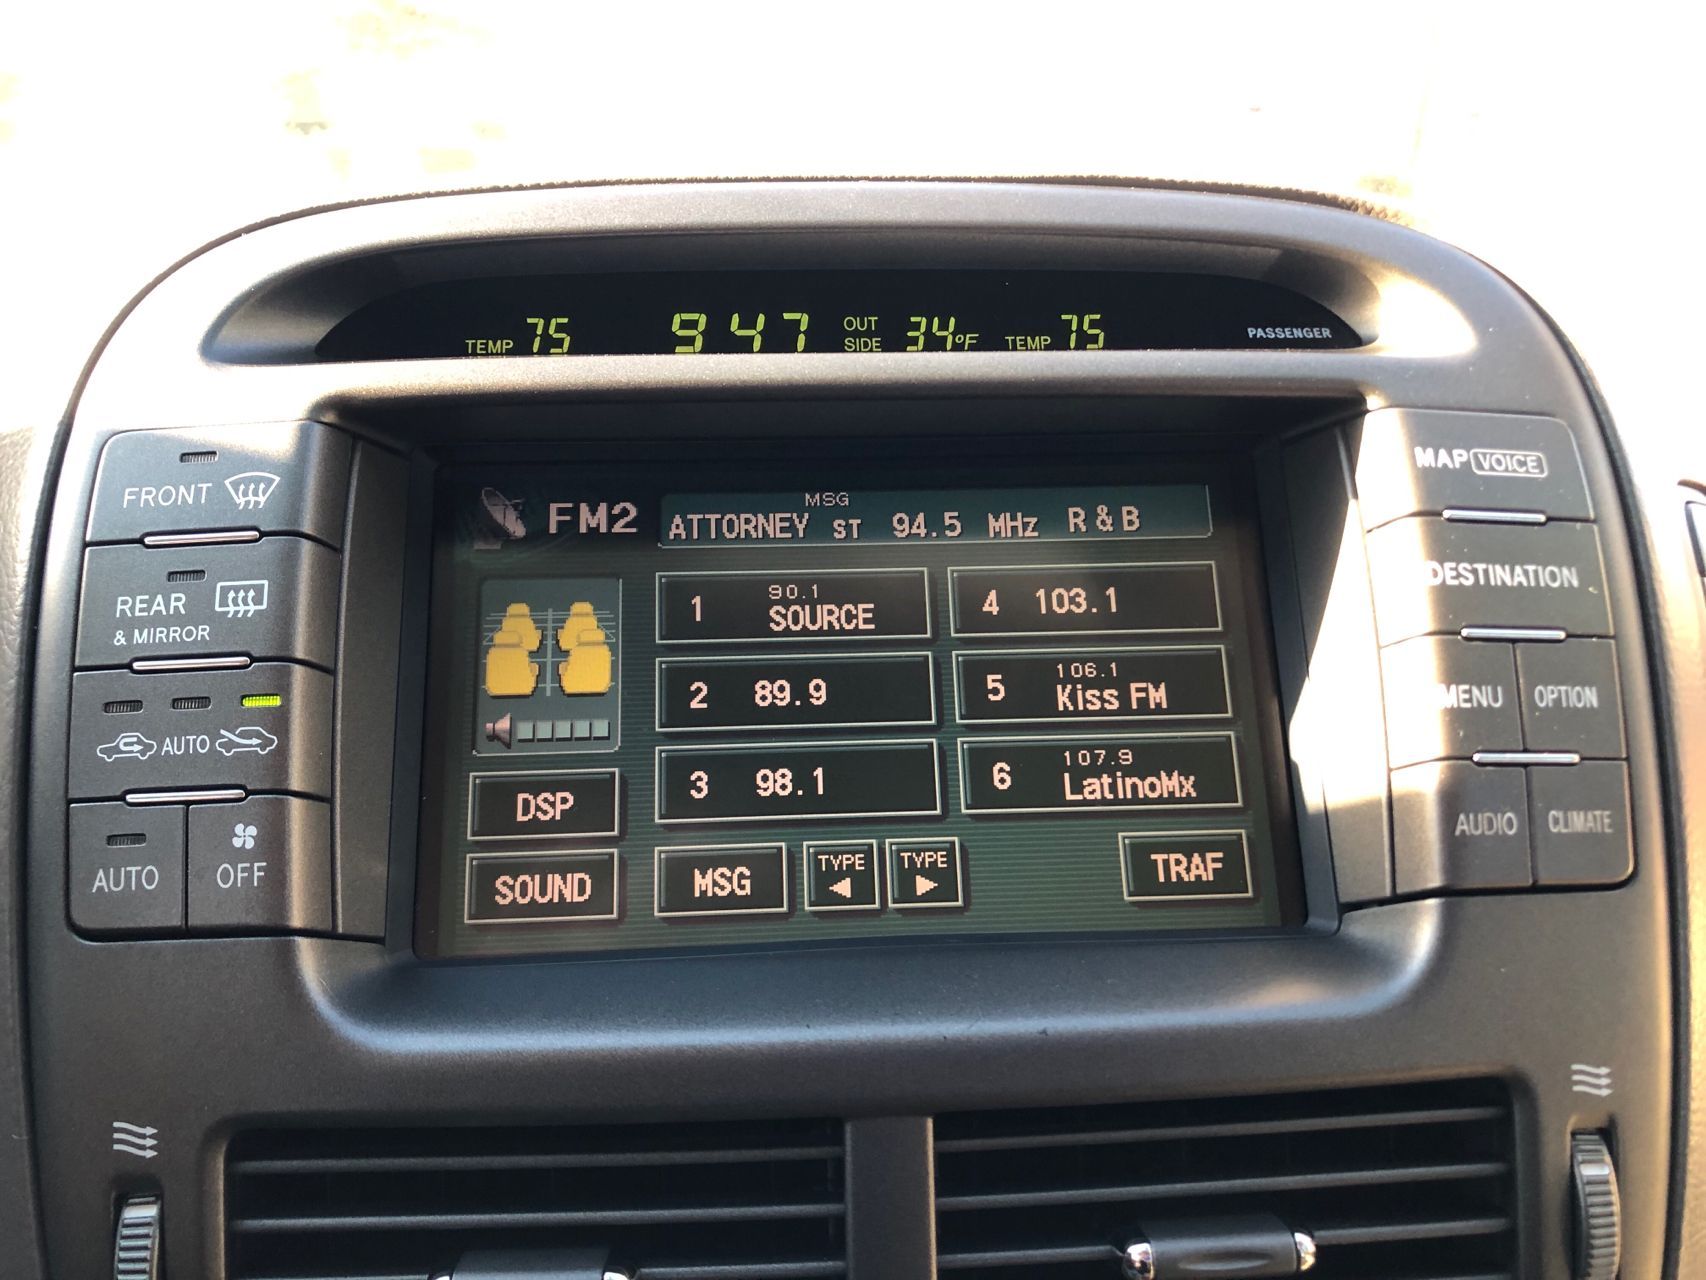 TEMP 75 9 47 OUT SIDE 34°F TEMP 75 PASSENGER
FRONT
REAR
& MIRROR
AUTO
AUTO
OFF
FM2
MSG
ATTORNEY ST 94.5 MHz R & B
1 90.1 SOURCE
4 103.1
2 89.9
5 106.1 Kiss FM
3 98.1
6 107.9 LatinoMx
DSP
SOUND
MSG
TYPE ◀
TYPE ▶
TRAF
MAP VOICE
DESTINATION
MENU
OPTION
AUDIO
CLIMATE